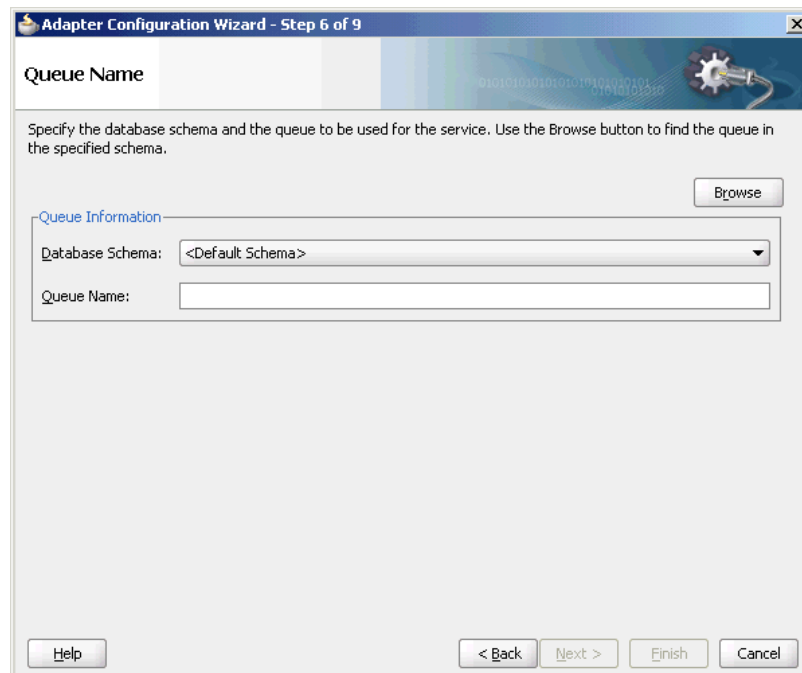 Adapter Configuration Wizard - Step 6 of 9
Queue Name
Specify the database schema and the queue to be used for the service. Use the Browse button to find the queue in
the specified schema.
Browse
Queue Information
Database Schema: <Default Schema>
Queue Name:
Help < Back Next > Finish Cancel